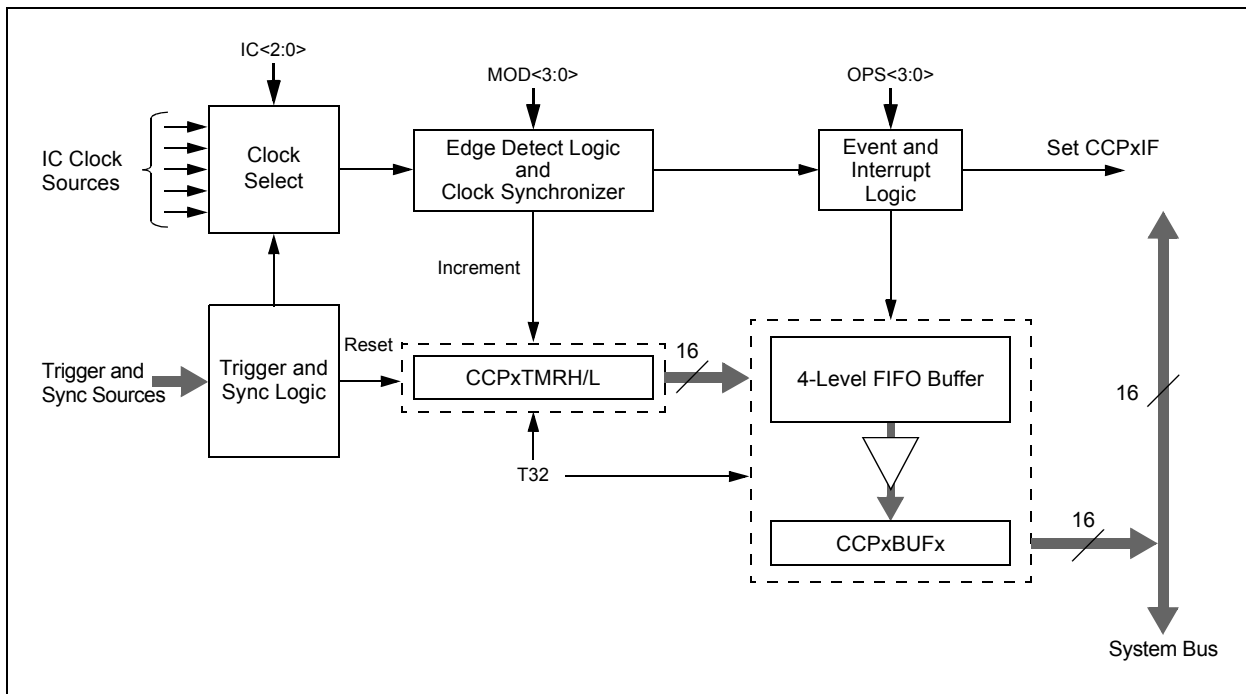 IC<2:0>
MOD<3:0>
OPS<3:0>
IC Clock
Sources
Clock
Select
Edge Detect Logic
and
Clock Synchronizer
Event and
Interrupt
Logic
Set CCPxIF
Increment
Trigger and
Sync Sources
Trigger and
Sync Logic
Reset
CCPxTMRH/L
16
4-Level FIFO Buffer
16
T32
CCPxBUFx
16
System Bus